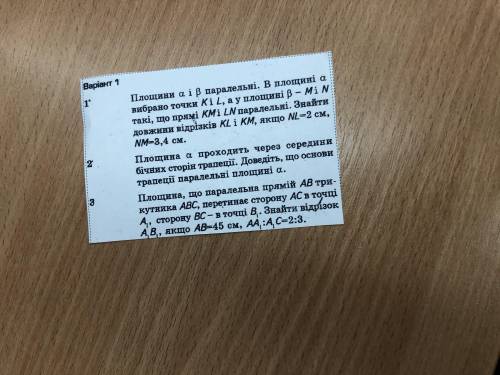 Варіант 1
1° Площини α і β паралельні. В площині α
вибрано точки K і L, а у площині β – M і N
такі, що прямі KM і LN паралельні. Знайти
довжини відрізків KL і KM, якщо NL=2 см,
NM=3,4 см.
2 Площина α проходить через середини
бічних сторін трапеції. Доведіть, що основи
трапеції паралельні площині α.
3 Площина, що паралельна прямій AB три-
кутника ABC, перетинає сторону AC в точці
A₁, сторону BC – в точці B₁. Знайти відрізок
A₁B₁, якщо AB=45 см, AA₁:A₁C=2:3.